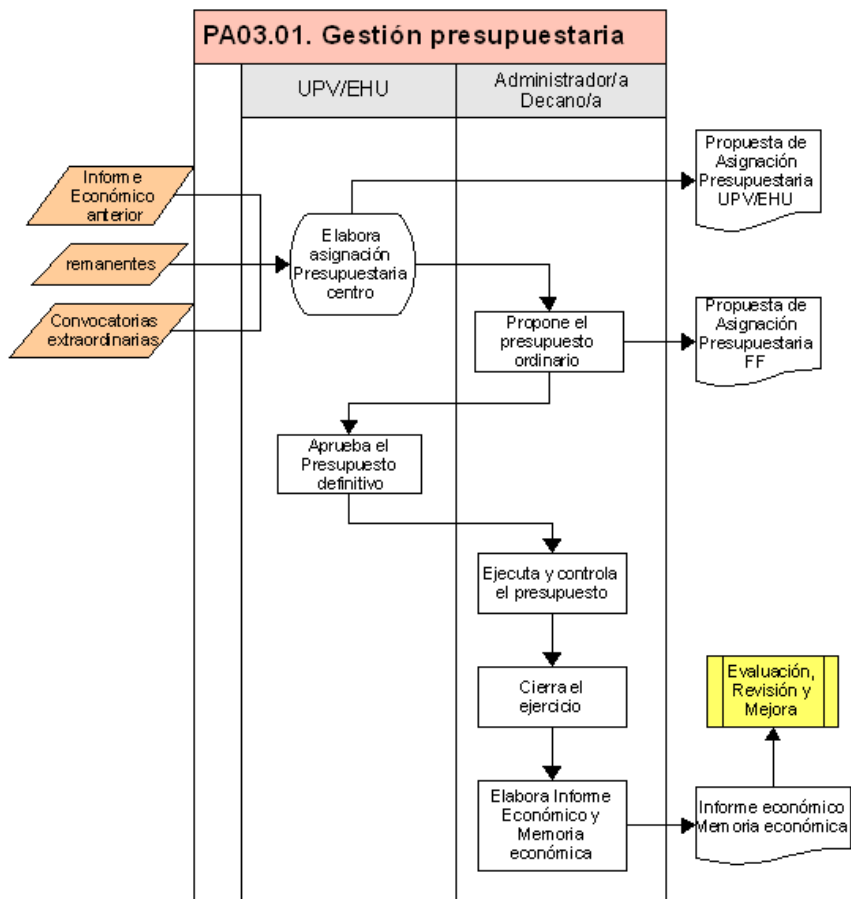 PA03.01. Gestión presupuestaria
UPV/EHU
Administrador/a
Decano/a
Informe
Económico
anterior
remanentes
Convocatorias
extraordinarias
Elabora
asignación
Presupuestaria
centro
Propuesta de
Asignación
Presupuestaria
UPV/EHU
Propone el
presupuesto
ordinario
Propuesta de
Asignación
Presupuestaria
FF
Aprueba el
Presupuesto
definitivo
Ejecuta y controla
el presupuesto
Cierra el
ejercicio
Evaluación,
Revisión y
Mejora
Elabora Informe
Económico y
Memoria
económica
Informe económico
Memoria económica